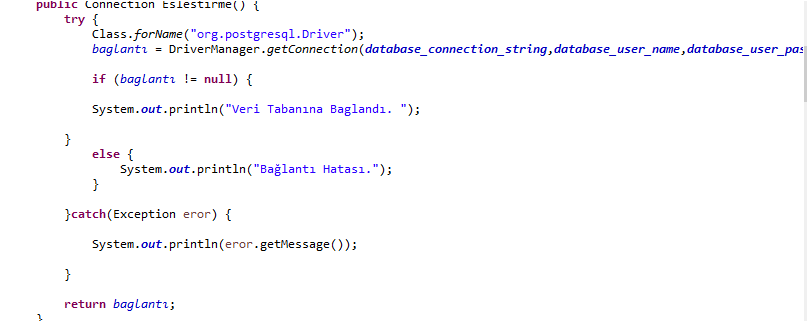 public Connection Eslestirme() {
try {
Class.forName("org.postgresql.Driver");
baglantı = DriverManager.getConnection(database_connection_string,database_user_name,database_user_pas
if (baglantı != null) {
System.out.println("Veri Tabanına Baglandı. ");
}
else {
System.out.println("Bağlantı Hatası.");
}
}catch(Exception eror) {
System.out.println(eror.getMessage());
}
return baglantı;
}